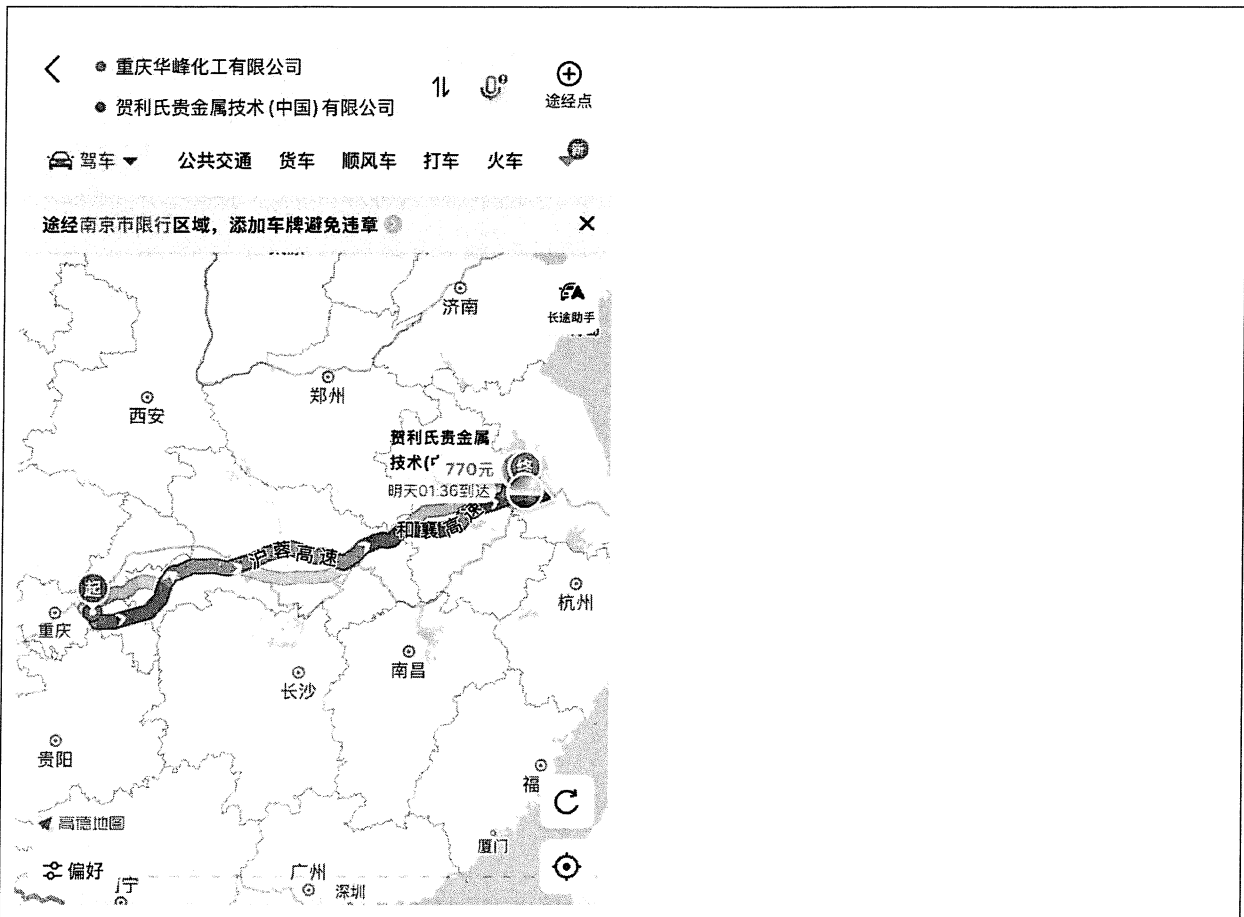 重庆华峰化工有限公司
贺利氏贵金属技术(中国)有限公司
途经点
驾车 公共交通 货车 顺风车 打车 火车
途经南京市限行区域，添加车牌避免违章
济南
长途助手
郑州
西安
贺利氏贵金属
技术(
770元
终
明天01:36到达
和襄高速
沪蓉高速
起
杭州
重庆
南昌
长沙
贵阳
福
高德地图
厦门
偏好
广州
深圳
宁